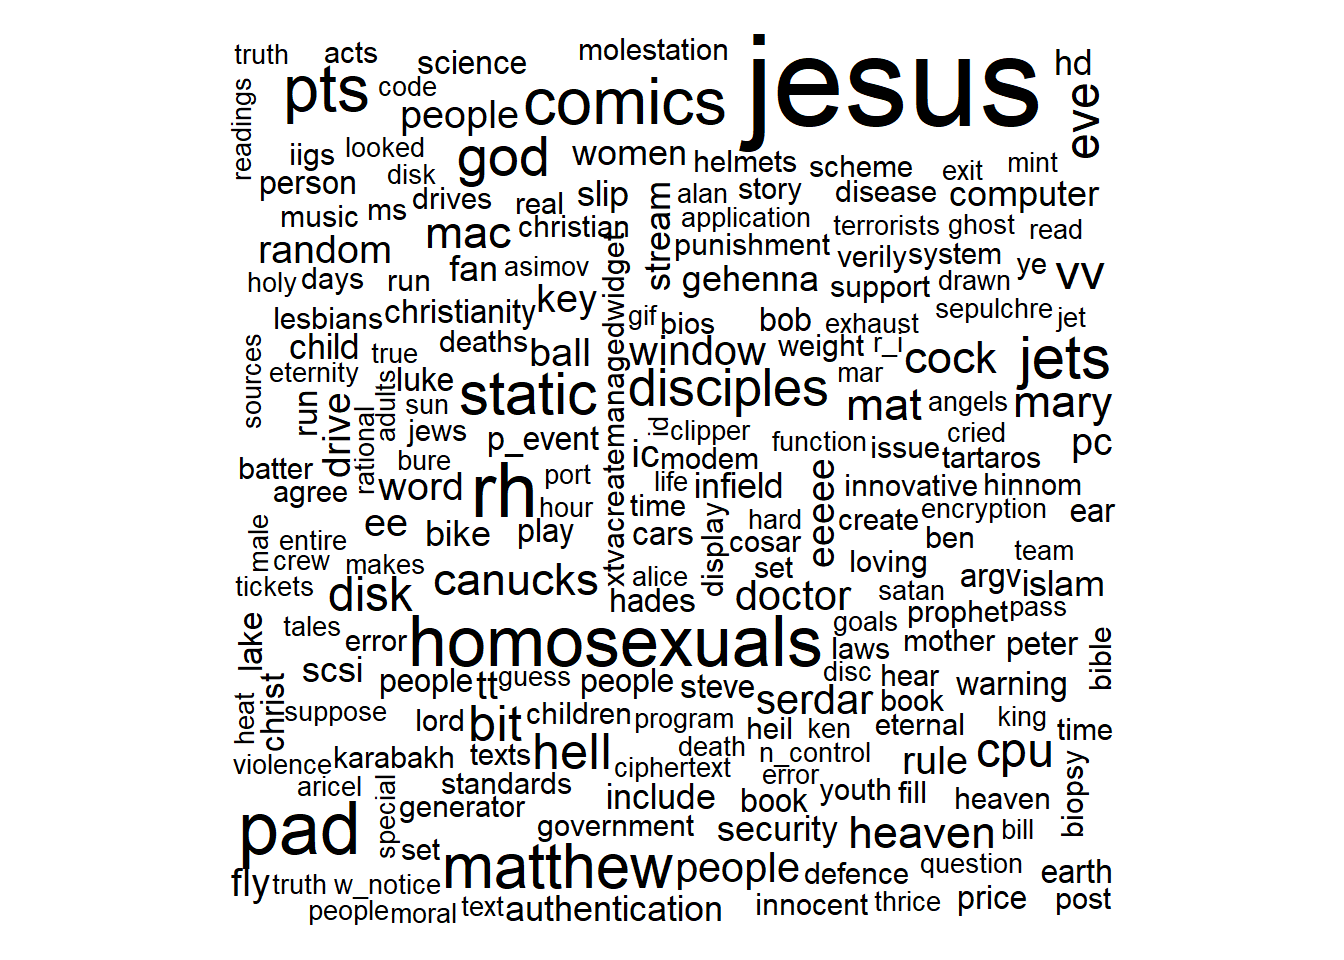 truth acts science molestation jesus hd
pts code people comics eve
readings iigs looked god women helmets scheme exit mint
person disk drives real slip stream alan story disease computer
music ms christian application terrorists ghost read
random mac punishment verily system ye vv
holy days run fan asimov xtvacreatemanagedwidget gehenna support drawn
lesbians christianity key gif bios bob exhaust sepulchre jet
sources child true deaths ball window weight r_i cock jets
eternity adults luke static disciples mar mat angels mary
run drive rational sun jews p_event id clipper function issue cried pc
batter bure ic modem tartaros
agree word rh port life infield eeeee innovative hinnom
hour time display hard create encryption ear
male entire ee bike play cars cosar ben team
crew makes alice set loving
tickets disk canucks hades doctor satan argv islam
lake tales error homosexuals goals prophet pass
laws mother peter bible
scsi people tt guess people steve disc hear warning
heat christ suppose lord bit children program serdar book king
heil ken eternal time
violence karabakh texts hell death n_control rule cpu
aricel special standards ciphertext error youth fill heaven biopsy
pad generator include book
set government security heaven bill
fly truth w_notice matthew people defence question earth
people moral text authentication innocent thrice price post